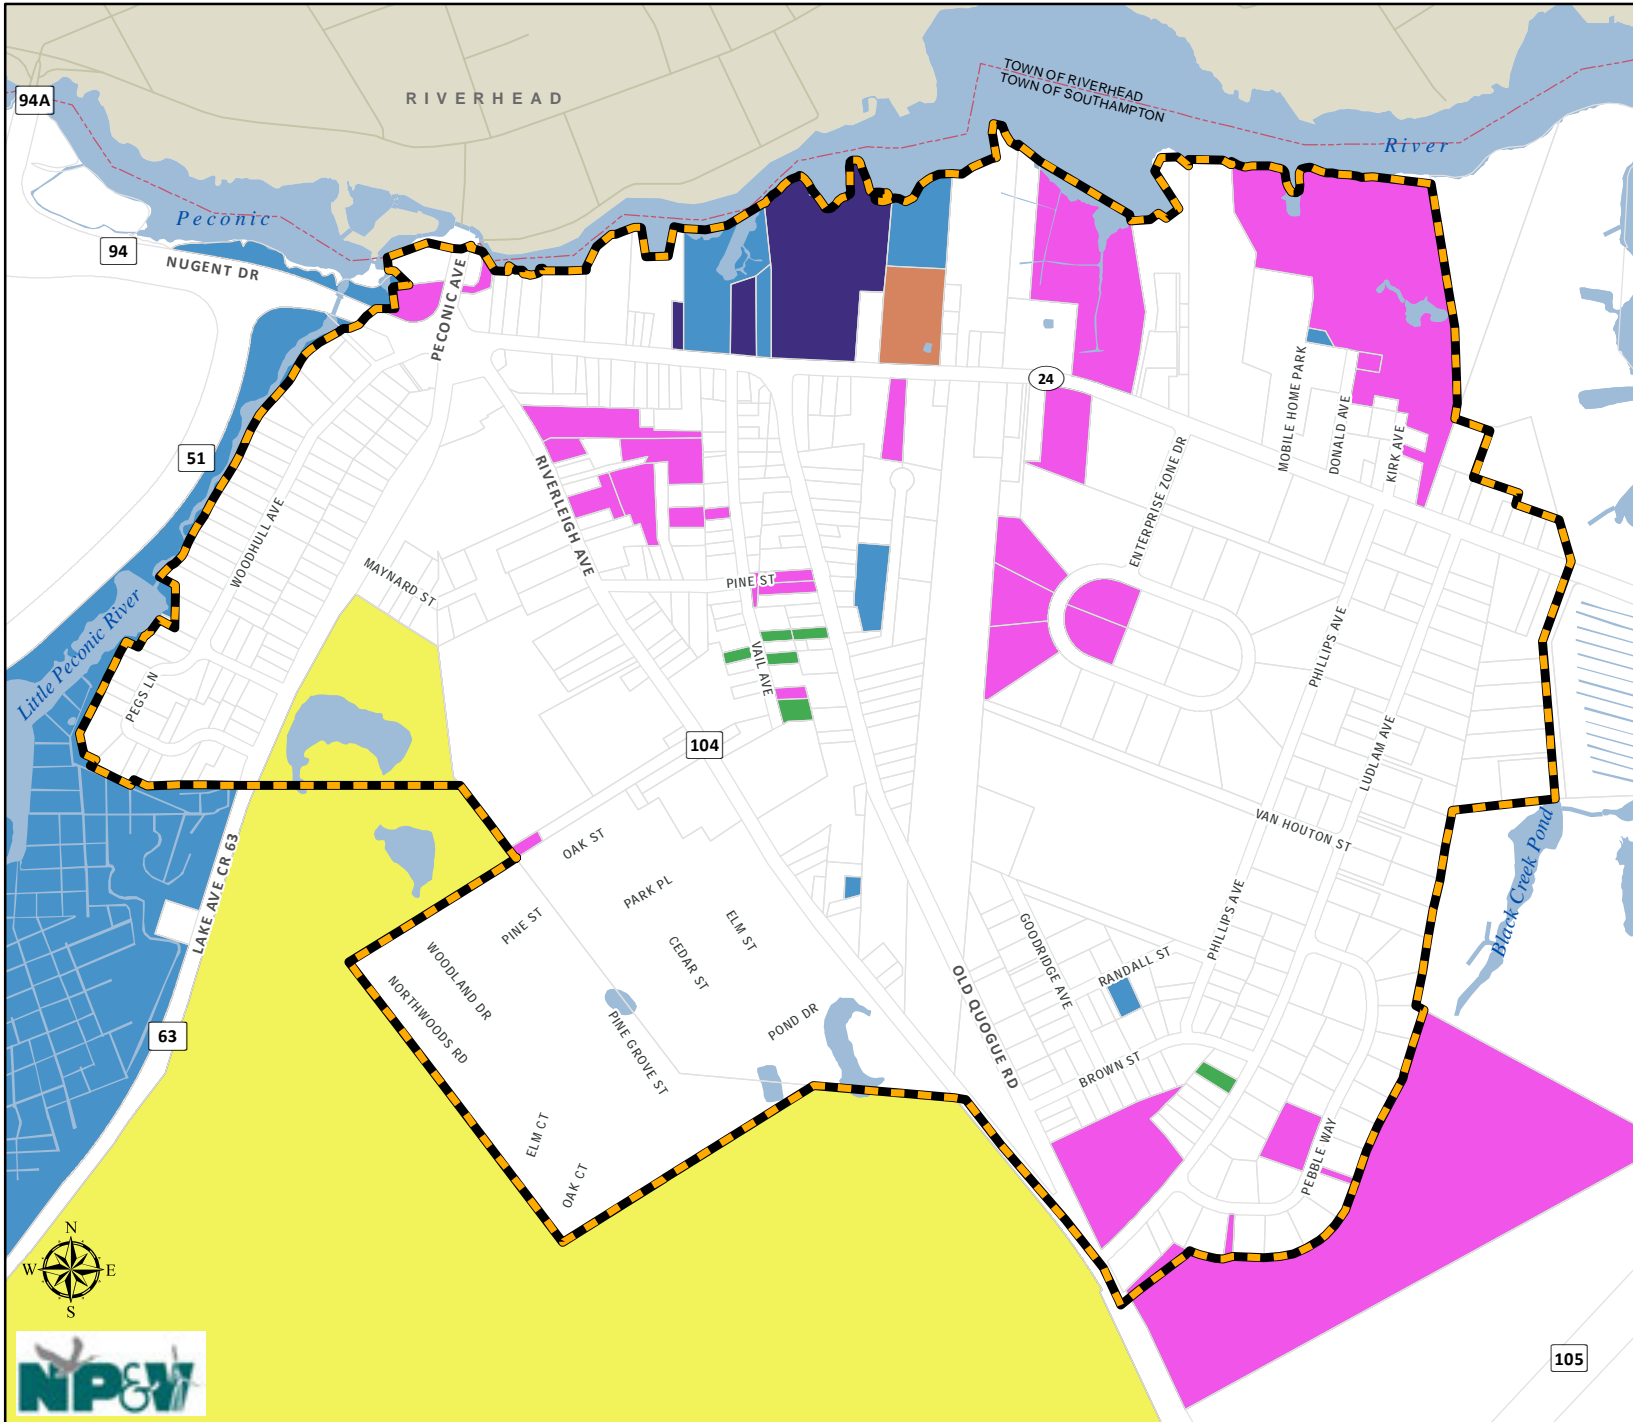 TOWN OF RIVERHEAD
TOWN OF SOUTHAMPTON
RIVERHEAD
94A
River
Peconic
94
NUGENT DR
PECONIC AVE
24
MOBILE HOME PARK
DONALD AVE
KIRK AVE
51
RIVERLEIGH AVE
ENTERPRISE ZONE DR
WOODHULL AVE
MAYNARD ST
PINE ST
Little Peconic River
PEGS LN
VAIL AVE
PHILLIPS AVE
104
LUDLAM AVE
VAN HOUTON ST
OAK ST
LAKE AVE CR 63
PARK PL
PINE ST
ELM ST
CEDAR ST
WOODLAND DR
NORTHWOODS RD
GOODRIDGE AVE
PHILLIPS AVE
RANDALL ST
Black Creek Pond
OLD QUOGUE RD
POND DR
PINE GROVE ST
63
BROWN ST
ELM CT
OAK CT
PEBBLE WAY
N
W
E
S
NP&V
105